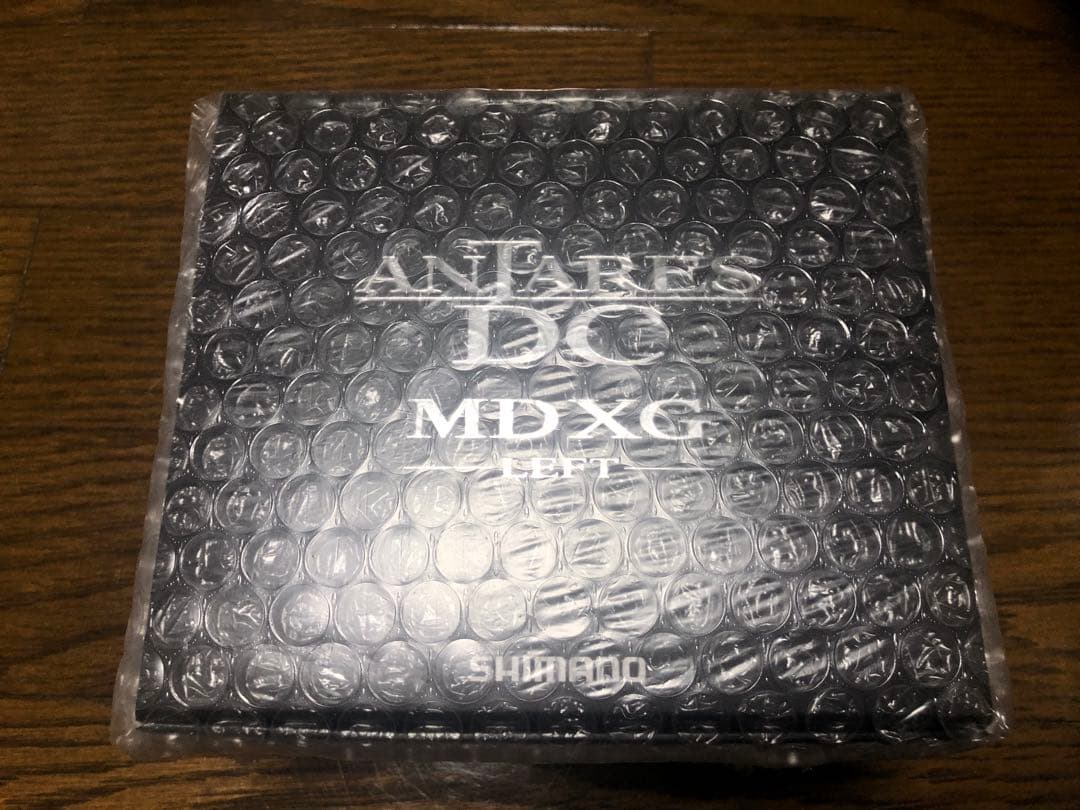 ANTARES
DC
MD XG
LEFT
SHIMANO